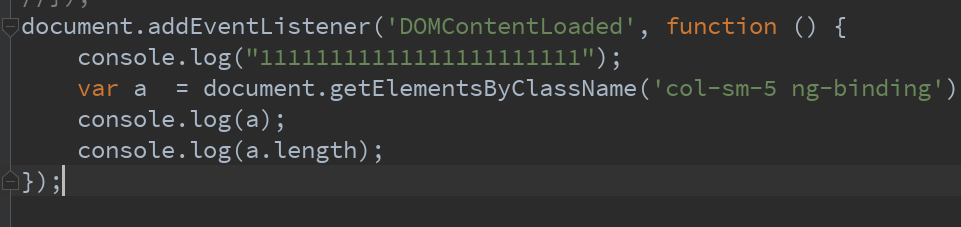 //});
document.addEventListener('DOMContentLoaded', function () {
    console.log("11111111111111111111111");
    var a  = document.getElementsByClassName('col-sm-5 ng-binding')
    console.log(a);
    console.log(a.length);
});